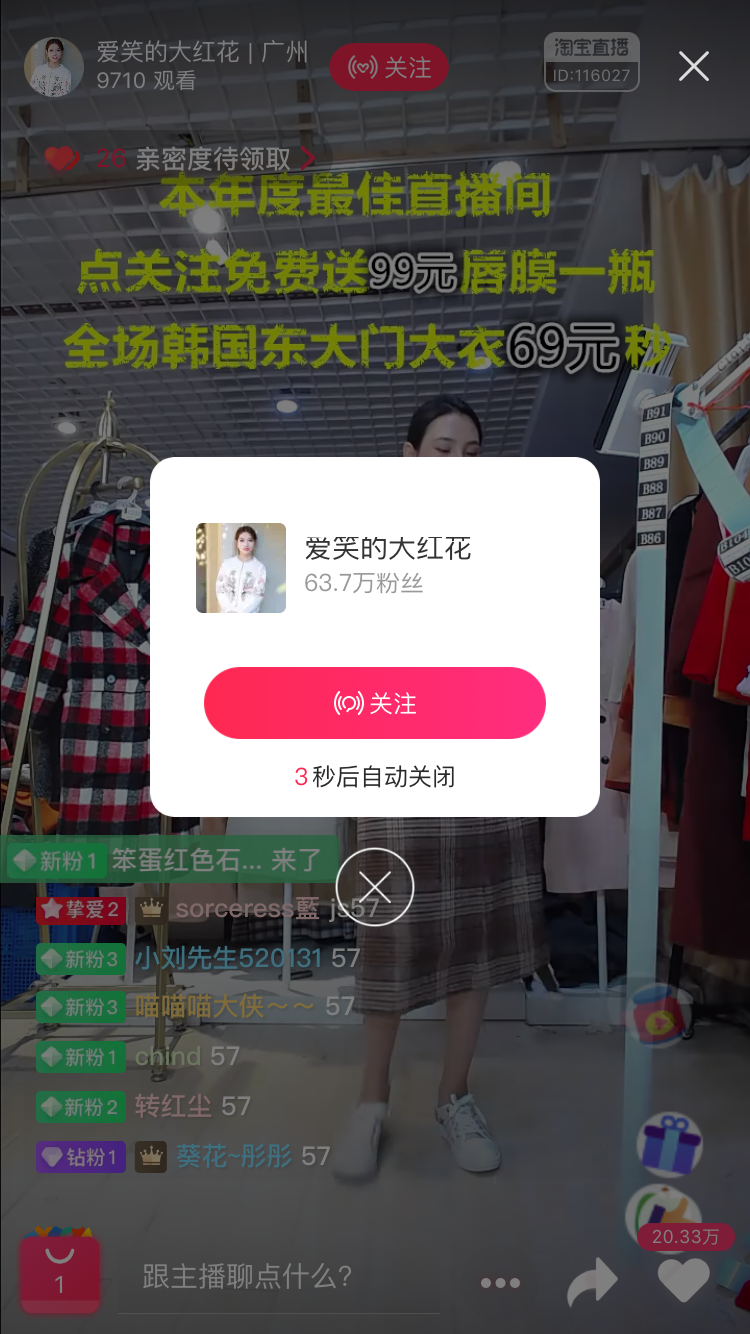 爱笑的大红花 | 广州
9710 观看
关注
淘宝直播
ID:116027
26 亲密度待领取
本年度最佳直播间
点关注免费送99元唇膜一瓶
全场韩国东大门大衣69元秒
B91
B90
B89
B88
B87
B86
B104
爱笑的大红花
63.7万粉丝
关注
3秒后自动关闭
新粉1 笨蛋红色石... 来了
挚爱2 sorceress藍 js57
新粉3 小刘先生520131 57
新粉3 喵喵喵大侠～～ 57
新粉1 chind 57
新粉2 转红尘 57
钻粉1 葵花~彤彤 57
20.33万
1
跟主播聊点什么?